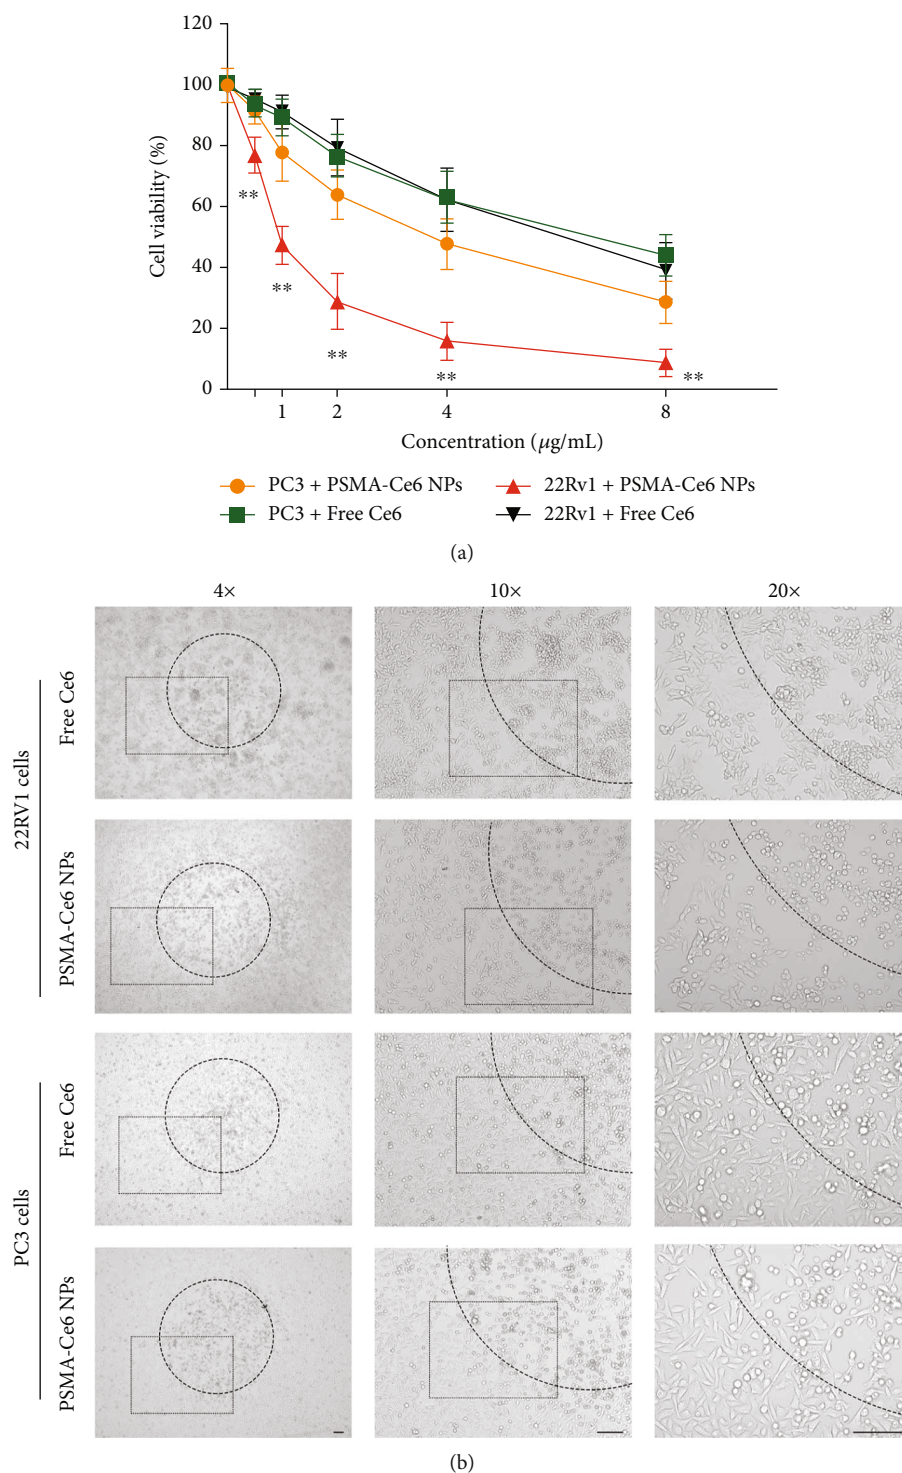 120
100
80
60
40
20
0
Cell viability (%)
**
**
**
**
**
1
2
4
8
Concentration (μg/mL)
PC3 + PSMA-Ce6 NPs
22Rv1 + PSMA-Ce6 NPs
PC3 + Free Ce6
22Rv1 + Free Ce6
(a)
4×
10×
20×
22RV1 cells
Free Ce6
PSMA-Ce6 NPs
PC3 cells
Free Ce6
PSMA-Ce6 NPs
(b)